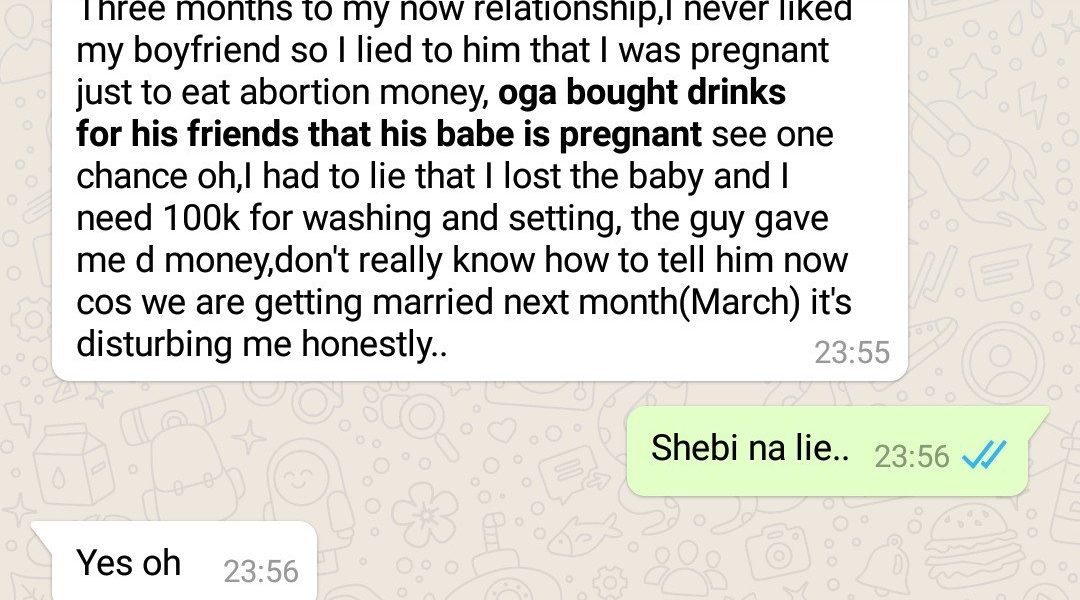 Three months to my now relationship,I never liked
my boyfriend so I lied to him that I was pregnant
just to eat abortion money, oga bought drinks
for his friends that his babe is pregnant see one
chance oh,I had to lie that I lost the baby and I
need 100k for washing and setting, the guy gave
me d money,don't really know how to tell him now
cos we are getting married next month(March) it's
disturbing me honestly..
23:55
Shebi na lie.. 23:56
Yes oh 23:56